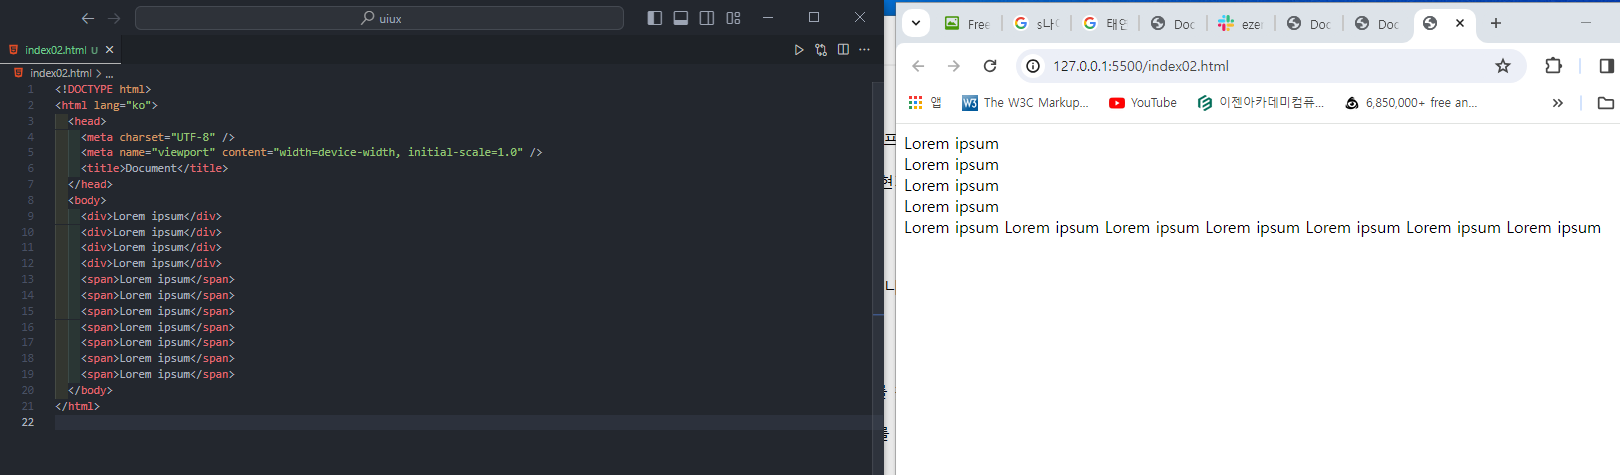 uiux
index02.html U
index02.html > ...
1 <!DOCTYPE html>
2 <html lang="ko">
3 <head>
4 <meta charset="UTF-8" />
5 <meta name="viewport" content="width=device-width, initial-scale=1.0" />
6 <title>Document</title>
7 </head>
8 <body>
9 <div>Lorem ipsum</div>
10 <div>Lorem ipsum</div>
11 <div>Lorem ipsum</div>
12 <div>Lorem ipsum</div>
13 <span>Lorem ipsum</span>
14 <span>Lorem ipsum</span>
15 <span>Lorem ipsum</span>
16 <span>Lorem ipsum</span>
17 <span>Lorem ipsum</span>
18 <span>Lorem ipsum</span>
19 <span>Lorem ipsum</span>
20 </body>
21 </html>
22
Free s나 태연 Doc eze Doc Doc
127.0.0.1:5500/index02.html
앱 W3 The W3C Markup... YouTube 이젠아카데미컴퓨... 6,850,000+ free an...
Lorem ipsum
Lorem ipsum
Lorem ipsum
Lorem ipsum
Lorem ipsum Lorem ipsum Lorem ipsum Lorem ipsum Lorem ipsum Lorem ipsum Lorem ipsum